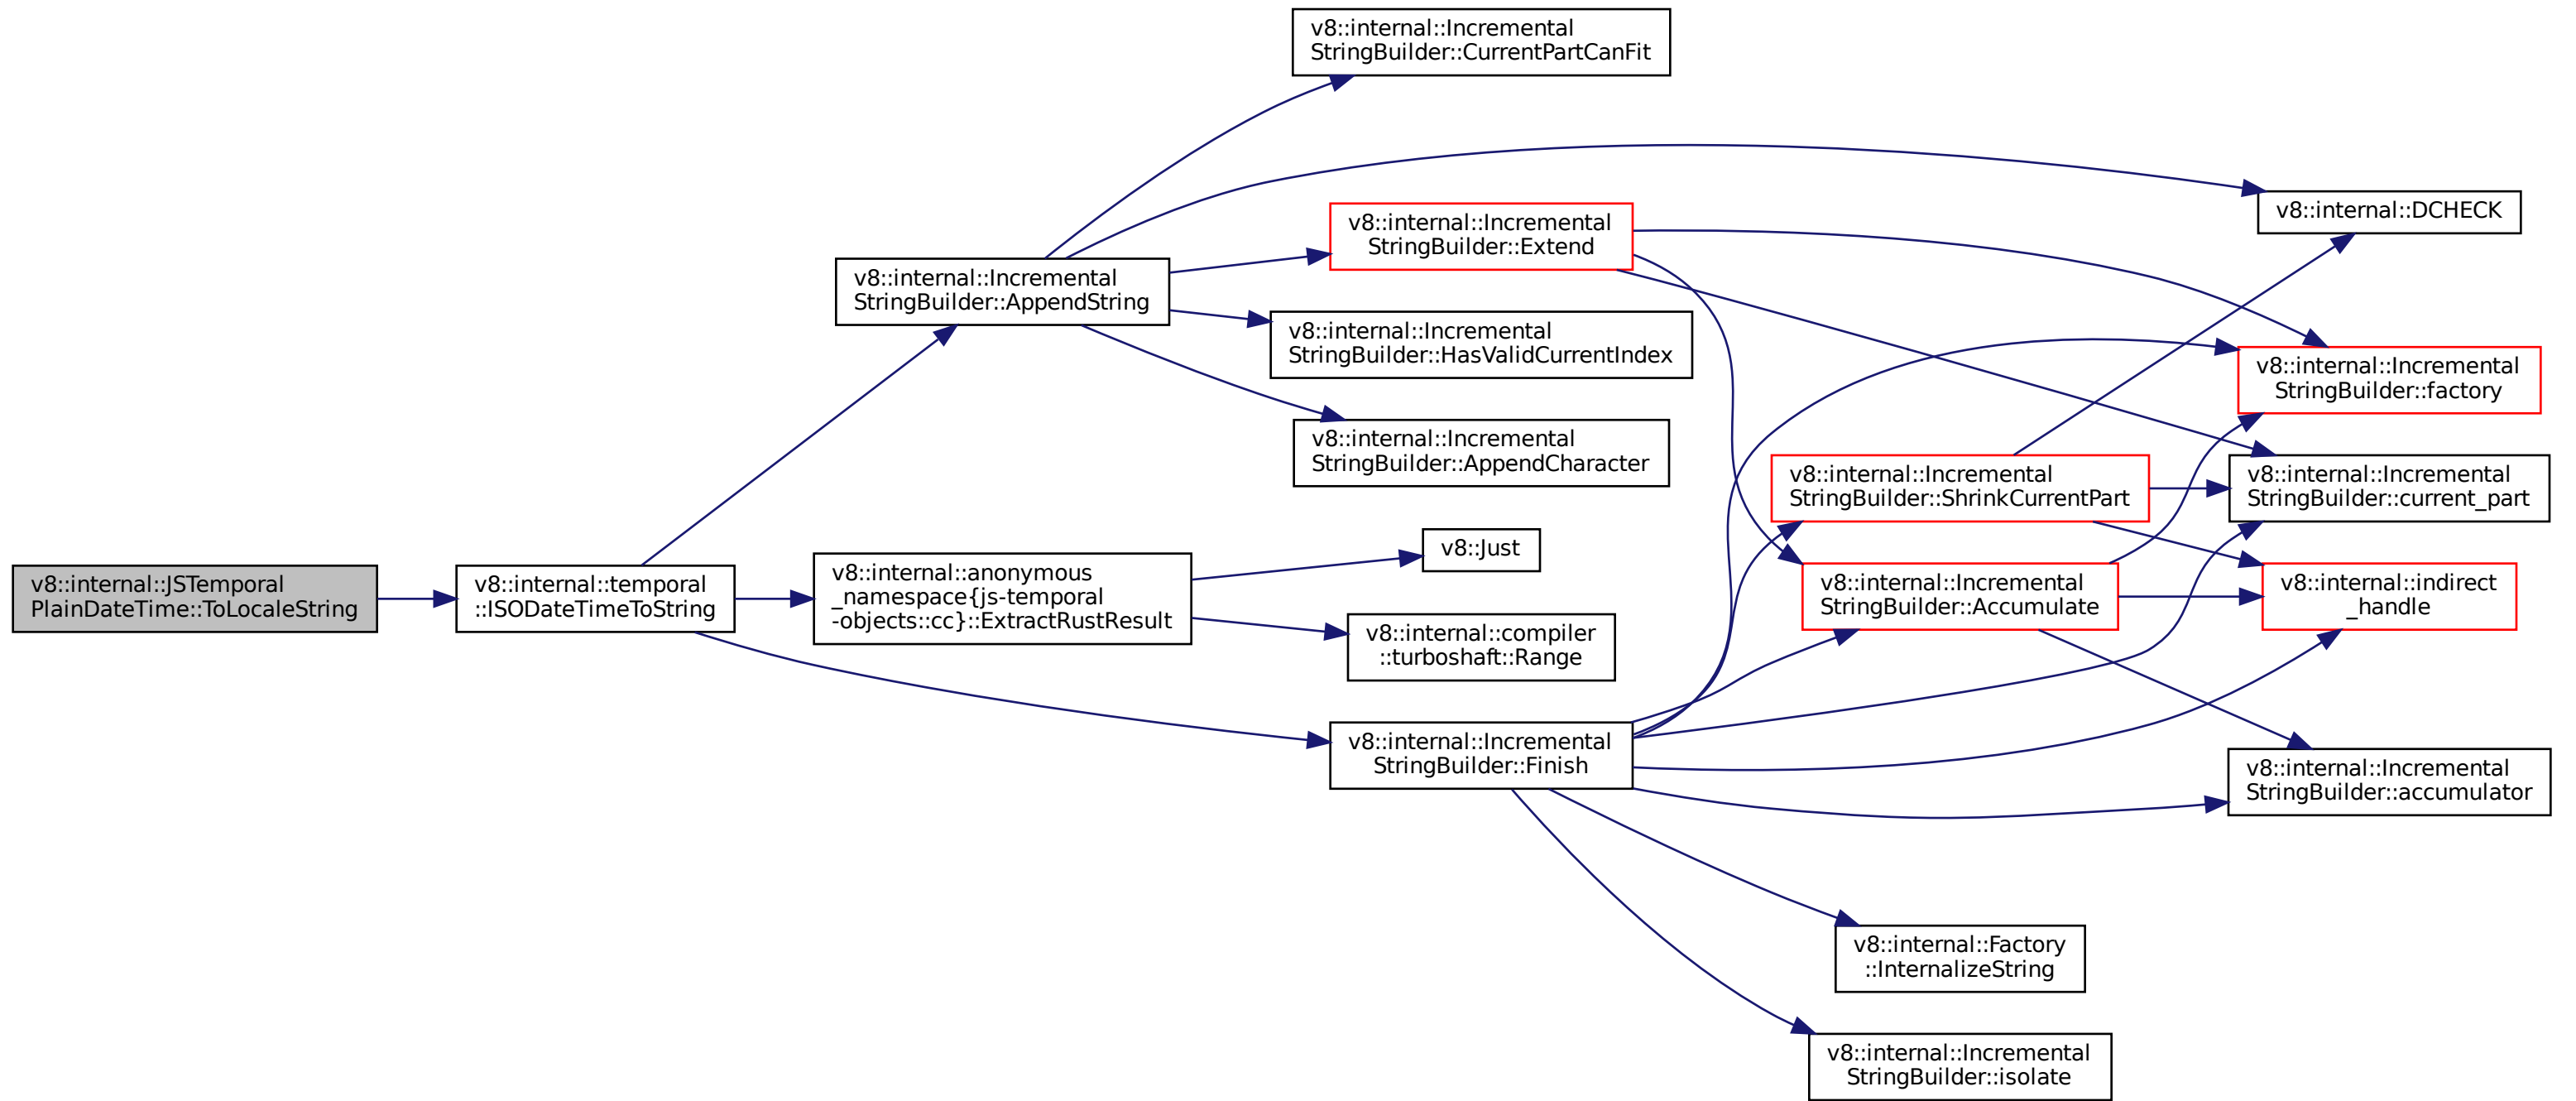 v8::internal::Incremental
StringBuilder::CurrentPartCanFit
v8::internal::DCHECK
v8::internal::Incremental
StringBuilder::Extend
v8::internal::Incremental
StringBuilder::AppendString
v8::internal::Incremental
StringBuilder::HasValidCurrentIndex
v8::internal::Incremental
StringBuilder::factory
v8::internal::Incremental
StringBuilder::AppendCharacter
v8::internal::Incremental
StringBuilder::ShrinkCurrentPart
v8::internal::Incremental
StringBuilder::current_part
v8::Just
v8::internal::JSTemporal
PlainDateTime::ToLocaleString
v8::internal::temporal
::ISODateTimeToString
v8::internal::anonymous
_namespace{js-temporal
-objects::cc}::ExtractRustResult
v8::internal::Incremental
StringBuilder::Accumulate
v8::internal::indirect
_handle
v8::internal::compiler
::turboshaft::Range
v8::internal::Incremental
StringBuilder::Finish
v8::internal::Incremental
StringBuilder::accumulator
v8::internal::Factory
::InternalizeString
v8::internal::Incremental
StringBuilder::isolate